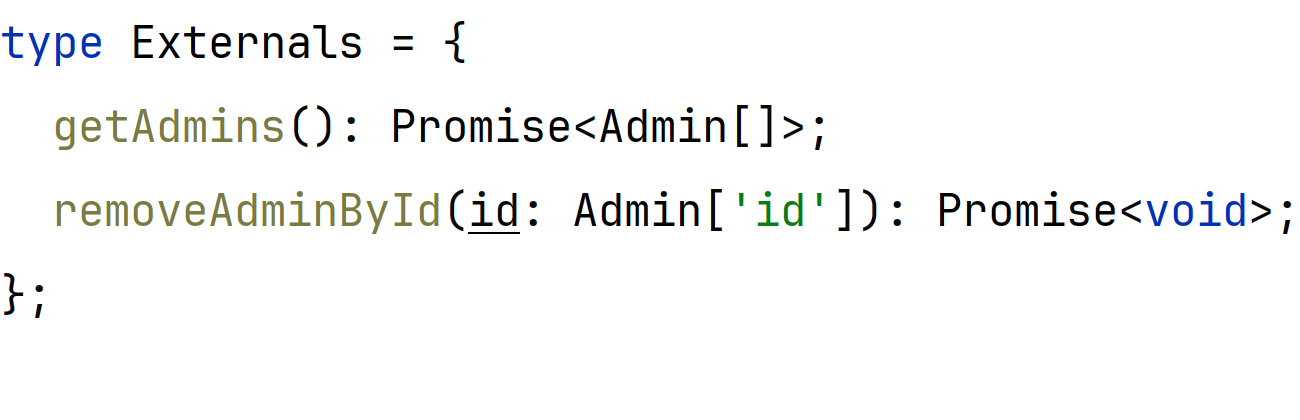 type Externals = {
  getAdmins(): Promise<Admin[]>;
  removeAdminById(id: Admin['id']): Promise<void>;
};